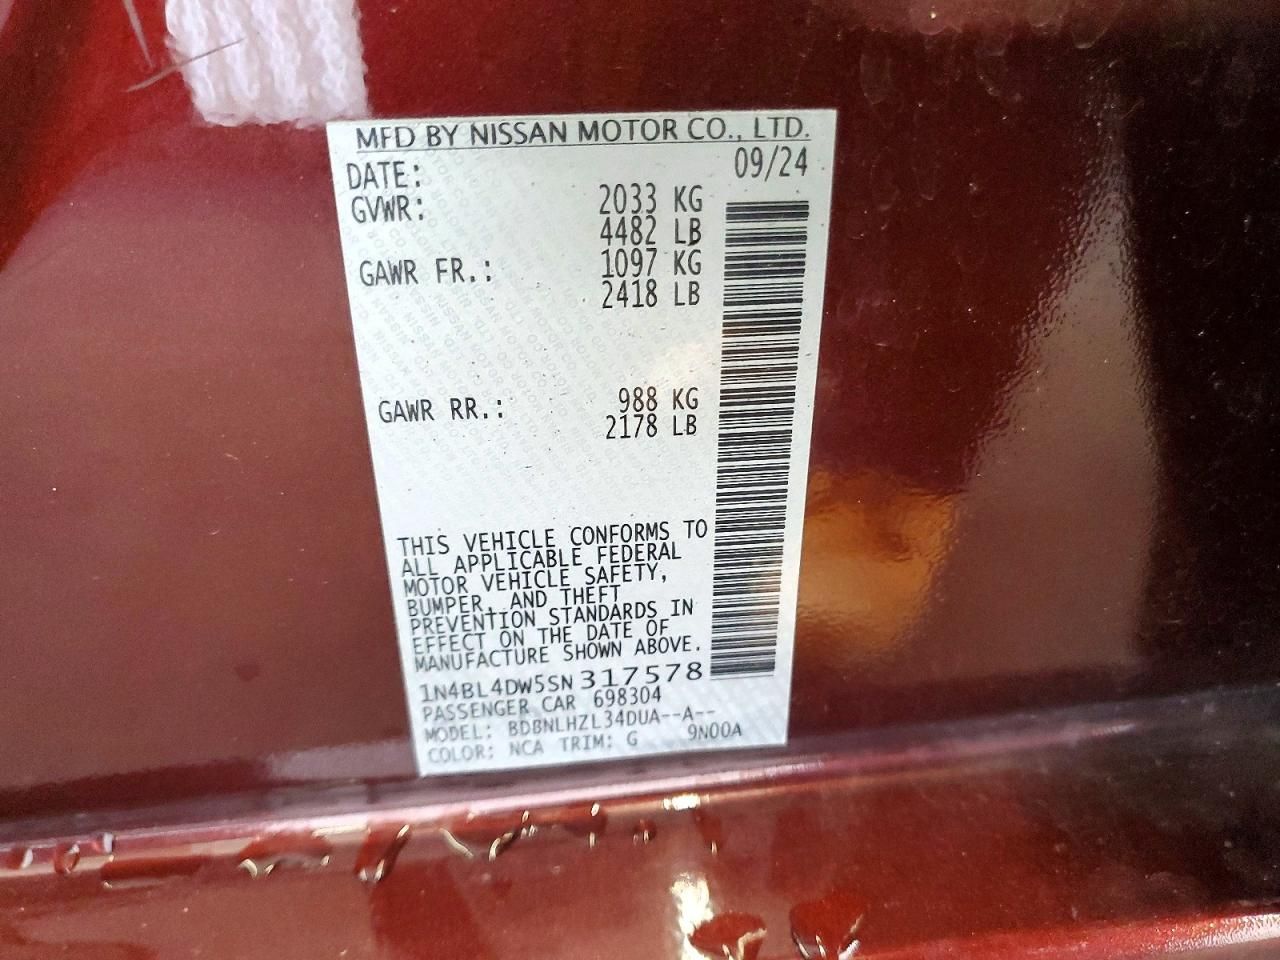 MFD BY NISSAN MOTOR CO., LTD.
DATE: 09/24
GVWR: 2033 KG
4482 LB
GAWR FR.: 1097 KG
2418 LB
GAWR RR.: 988 KG
2178 LB
THIS VEHICLE CONFORMS TO
ALL APPLICABLE FEDERAL
MOTOR VEHICLE SAFETY,
BUMPER, AND THEFT
PREVENTION STANDARDS IN
EFFECT ON THE DATE OF
MANUFACTURE SHOWN ABOVE.
1N4BL4DW5SN317578
PASSENGER CAR 698304
MODEL: BDBNLHZL34DUA--A--
COLOR: NCA TRIM: G 9N00A